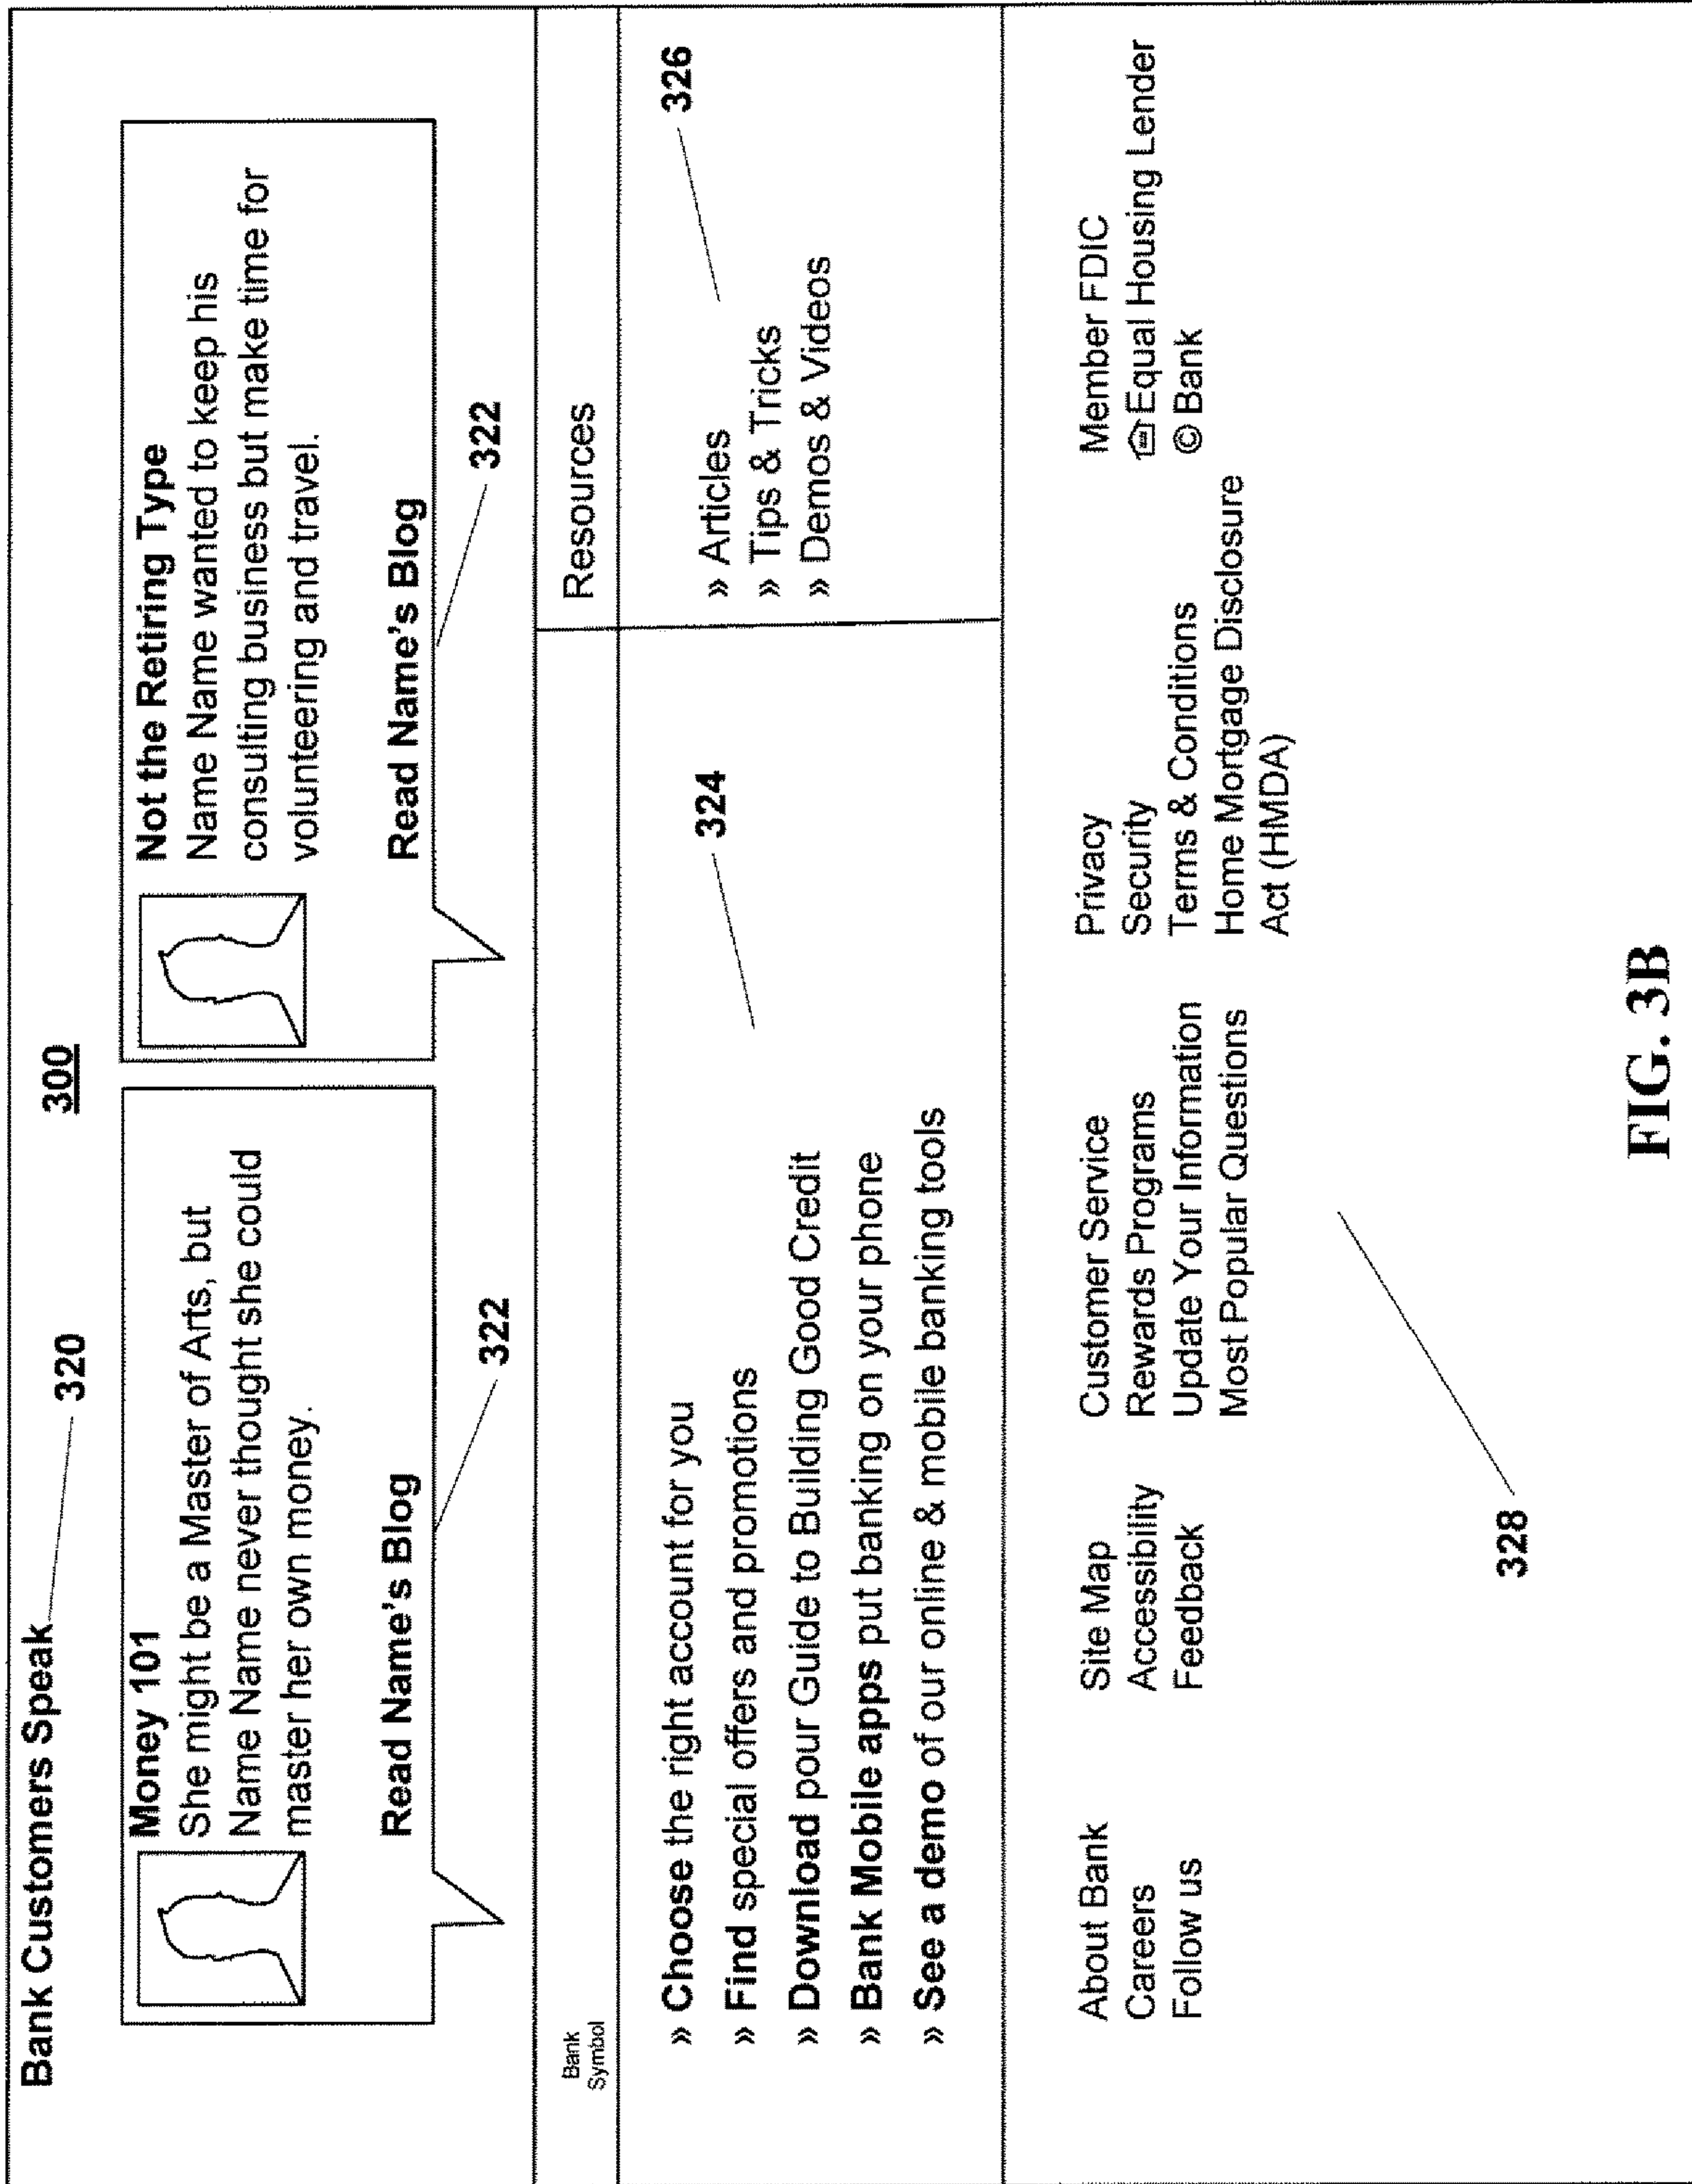 300
Bank Customers Speak
320
Money 101
She might be a Master of Arts, but
Name Name never thought she could
master her own money.
Read Name's Blog
322
Not the Retiring Type
Name Name wanted to keep his
consulting business but make time for
volunteering and travel.
Read Name's Blog
322
Bank
Symbol
Resources
» Choose the right account for you
» Find special offers and promotions
» Download pour Guide to Building Good Credit
» Bank Mobile apps put banking on your phone
» See a demo of our online & mobile banking tools
324
» Articles
» Tips & Tricks
» Demos & Videos
326
About Bank
Careers
Follow us
Site Map
Accessibility
Feedback
Customer Service
Rewards Programs
Update Your Information
Most Popular Questions
Privacy
Security
Terms & Conditions
Home Mortgage Disclosure
Act (HMDA)
Member FDIC
Equal Housing Lender
© Bank
328
FIG. 3B